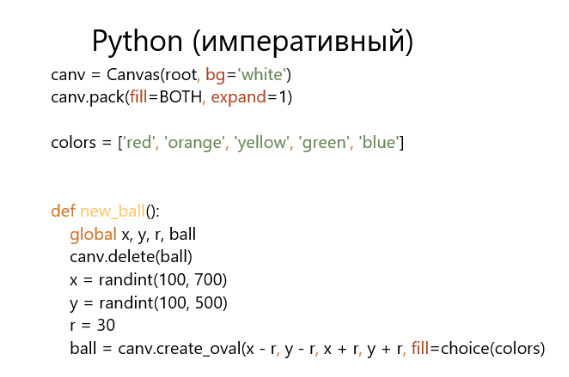 Python (императивный)
canv = Canvas(root, bg='white')
canv.pack(fill=BOTH, expand=1)
colors = ['red', 'orange', 'yellow', 'green', 'blue']
def new_ball():
global x, y, r, ball
canv.delete(ball)
x = randint(100, 700)
y = randint(100, 500)
r = 30
ball = canv.create_oval(x - r, y - r, x + r, y + r, fill=choice(colors)